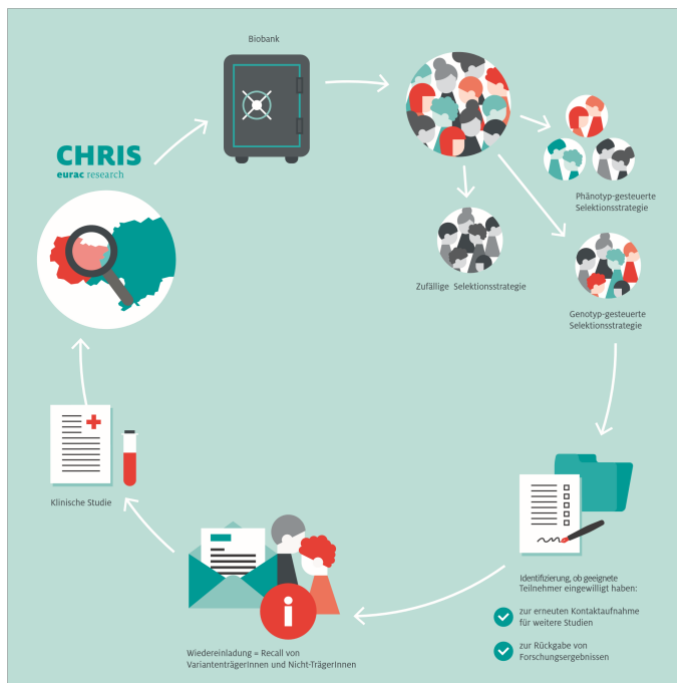 Biobank
CHRIS
eurac research
Phänotyp-gesteuerte
Selektionsstrategie
Zufällige Selektionsstrategie
Genotyp-gesteuerte
Selektionsstrategie
Identifizierung, ob geeignete
Teilnehmer eingewilligt haben:
zur erneuten Kontaktaufnahme
für weitere Studien
zur Rückgabe von
Forschungsergebnissen
Wiedereinladung = Recall von
VariantenträgerInnen und Nicht-TrägerInnen
Klinische Studie